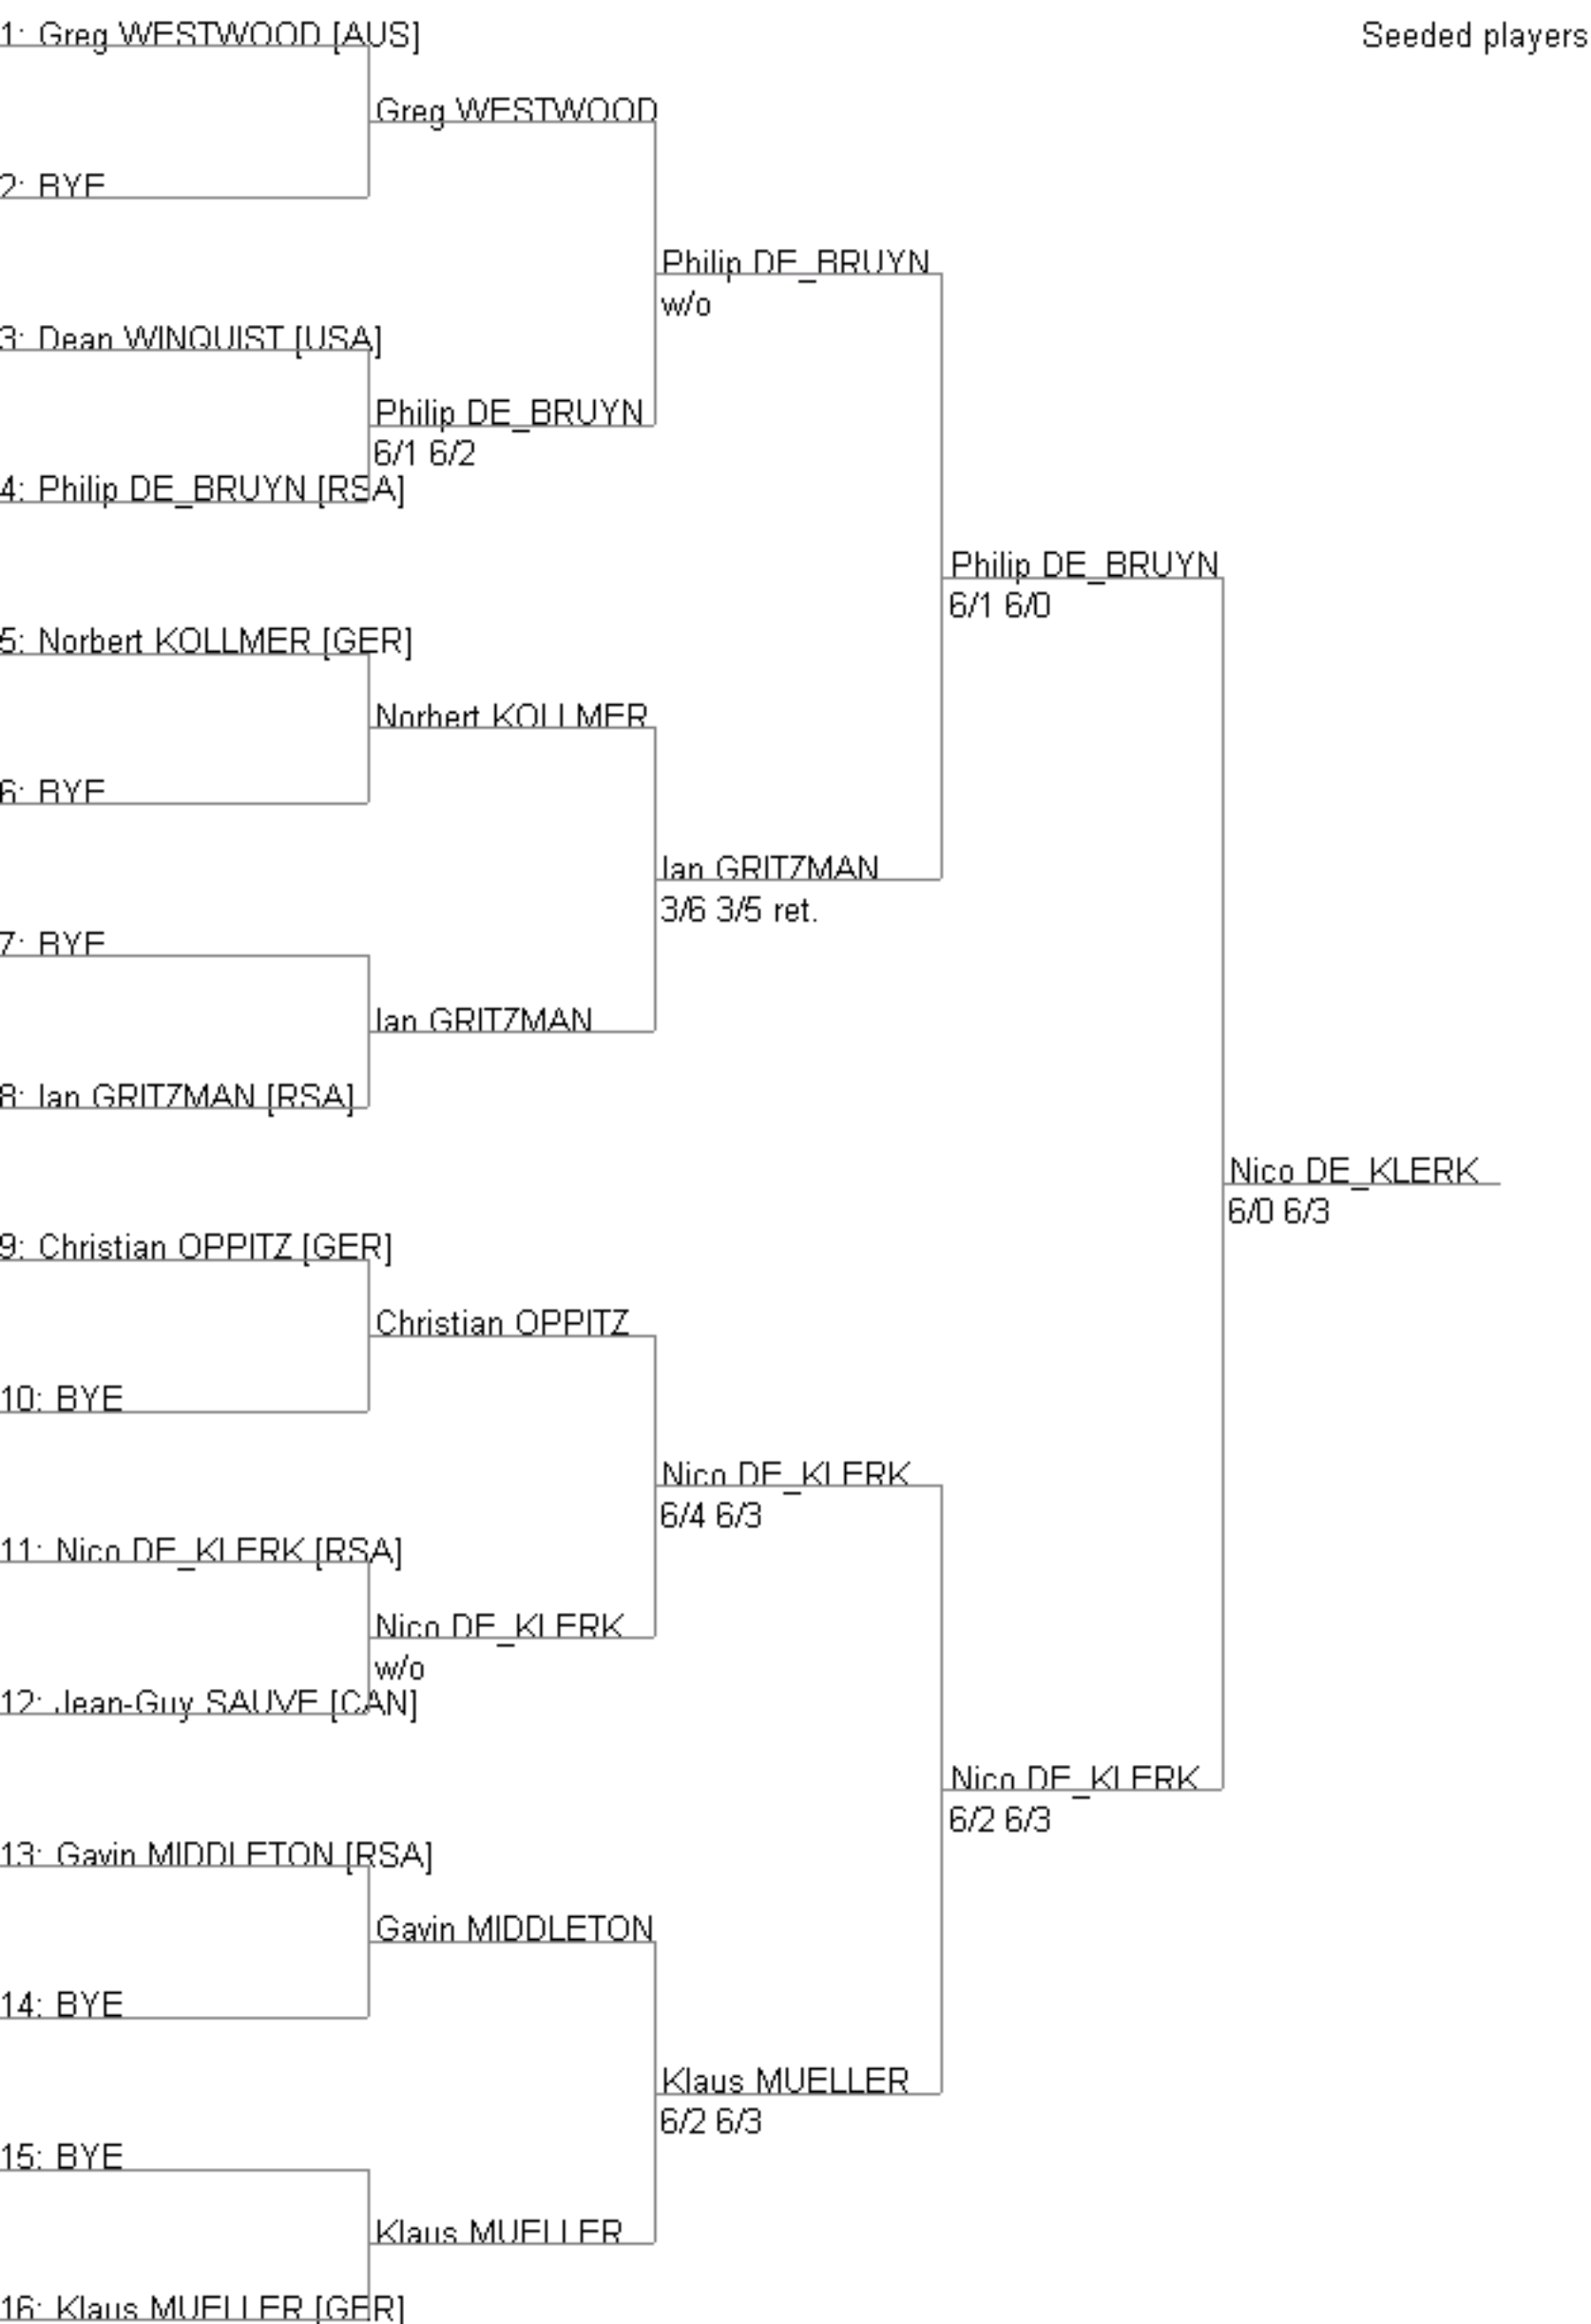 1: Greg WESTWOOD [AUS]
Seeded players
Greg WESTWOOD
2: BYE
Philip DE_BRUYN
w/o
3: Dean WINQUIST [USA]
Philip DE_BRUYN
6/1 6/2
4: Philip DE_BRUYN [RSA]
Philip DE_BRUYN
6/1 6/0
5: Norbert KOLLMER [GER]
Norbert KOLLMER
6: BYE
Ian GRITZMAN
3/6 3/5 ret.
7: BYE
Ian GRITZMAN
8: Ian GRITZMAN [RSA]
Nico DE_KLERK
6/0 6/3
9: Christian OPPITZ [GER]
Christian OPPITZ
10: BYE
Nico DE_KLERK
6/4 6/3
11: Nico DE_KLERK [RSA]
Nico DE_KLERK
w/o
12: Jean-Guy SAUVE [CAN]
Nico DE_KLERK
6/2 6/3
13: Gavin MIDDLETON [RSA]
Gavin MIDDLETON
14: BYE
Klaus MUELLER
6/2 6/3
15: BYE
Klaus MUELLER
16: Klaus MUELLER [GER]